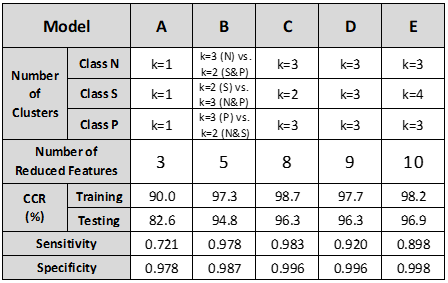 Model A B C D E
Number of Clusters Class N k=1 k=3 (N) vs. k=2 (S&P) k=3 k=3 k=3
Class S k=1 k=2 (S) vs. k=3 (N&P) k=2 k=3 k=4
Class P k=1 k=3 (P) vs. k=2 (N&S) k=3 k=3 k=3
Number of Reduced Features 3 5 8 9 10
CCR (%) Training 90.0 97.3 98.7 97.7 98.2
Testing 82.6 94.8 96.3 96.3 96.9
Sensitivity 0.721 0.978 0.983 0.920 0.898
Specificity 0.978 0.987 0.996 0.996 0.998